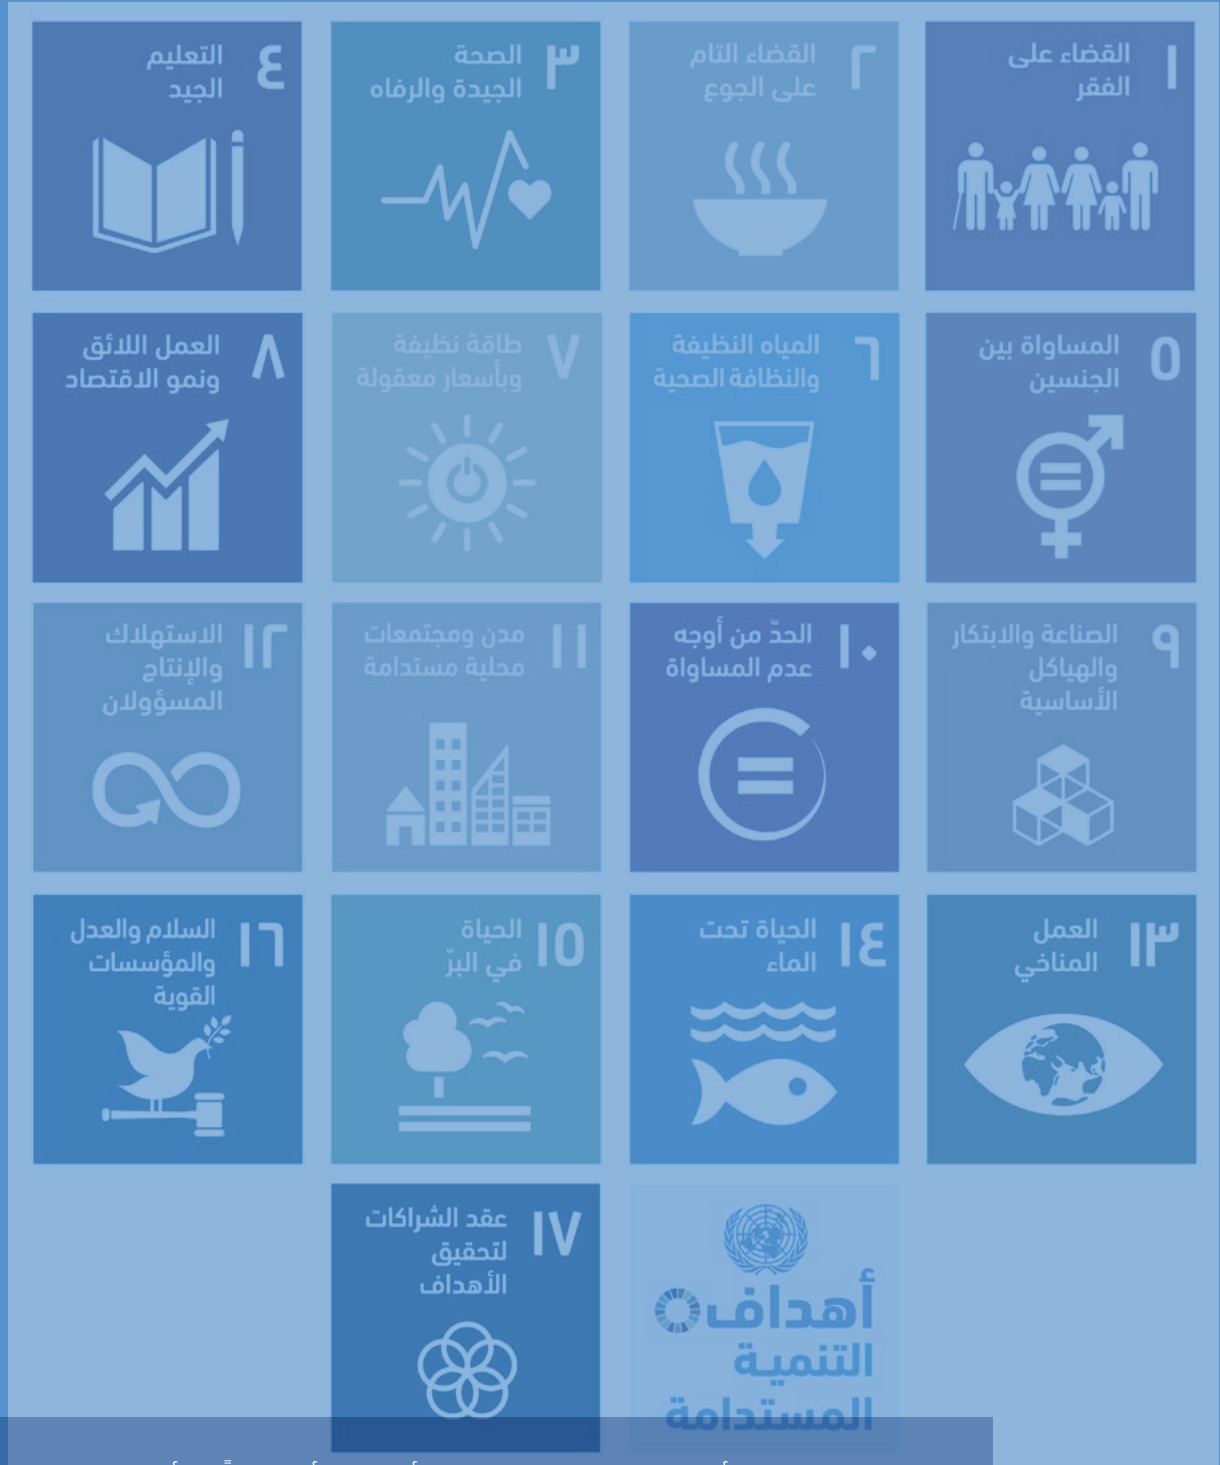 ١
القضاء على
الفقر
٢
القضاء التام
على الجوع
٣
الصحة
الجيدة والرفاه
٤
التعليم
الجيد
٥
المساواة بين
الجنسين
٦
المياه النظيفة
والنظافة الصحية
٧
طاقة نظيفة
وبأسعار معقولة
٨
العمل اللائق
ونمو الاقتصاد
٩
الصناعة والابتكار
والهياكل
الأساسية
١٠
الحدّ من أوجه
عدم المساواة
١١
مدن ومجتمعات
محلية مستدامة
١٢
الاستهلاك
والإنتاج
المسؤولان
١٣
العمل
المناخي
١٤
الحياة تحت
الماء
١٥
الحياة
في البرّ
١٦
السلام والعدل
والمؤسسات
القوية
أهداف
التنمية
المستدامة
١٧
عقد الشراكات
لتحقيق
الأهداف